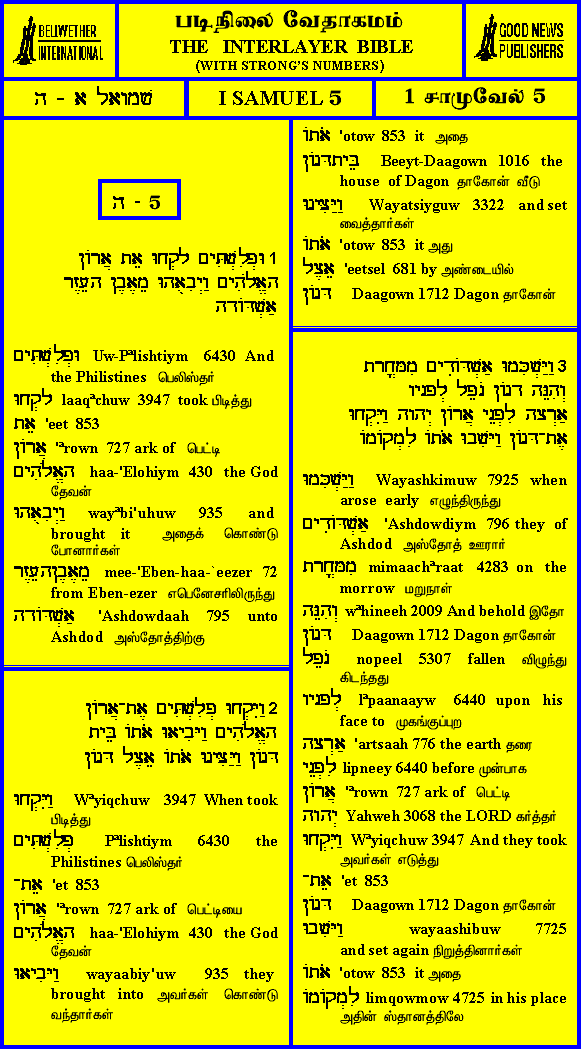 BELLWETHER
INTERNATIONAL
படிநிலை வேதாகமம்
THE INTERLAYER BIBLE
(WITH STRONG'S NUMBERS)
GOOD NEWS
PUBLISHERS
שמואל א - ה
I SAMUEL 5
1 சாமுவேல் 5
ה - 5
1 וּפְלִשְׁתִּים לָקְחוּ אֵת אֲרוֹן
הָאֱלֹהִים וַיְבִאֻהוּ מֵאֶבֶן הָעֵזֶר
אַשְׁדּוֹדָה
וּפְלִשְׁתִּים Uw-Pªlishtiym 6430 And
the Philistines பெலிஸ்தர்
לָקְחוּ laaqªchuw 3947 took பிடித்து
אֵת 'eet 853
אֲרוֹן 'ªrown 727 ark of பெட்டி
הָאֱלֹהִים haa-'Elohiym 430 the God
தேவன்
וַיְבִאֻהוּ wayªbi'uhuw 935 and
brought it அதைக் கொண்டு
போனார்கள்
מֵאֶבֶןהָעֵזֶר mee-'Eben-haa-`eezer 72
from Eben-ezer எபெனேசரிலிருந்து
אַשְׁדּוֹדָה 'Ashdowdaah 795 unto
Ashdod அஸ்தோத்திற்கு
2 וַיִּקְחוּ פְלִשְׁתִּים אֶת־אֲרוֹן
הָאֱלֹהִים וַיָּבִיאוּ אֹתוֹ בֵּית
דָּגוֹן וַיַּצִּיגוּ אֹתוֹ אֵצֶל דָּגוֹן
וַיִּקְחוּ Wªyiqchuw 3947 When took
பிடித்து
פְלִשְׁתִּים Pªlishtiym 6430 the
Philistines பெலிஸ்தர்
אֶת־ 'et 853
אֲרוֹן 'ªrown 727 ark of பெட்டியை
הָאֱלֹהִים haa-'Elohiym 430 the God
தேவன்
וַיָּבִיאוּ wayaabiy'uw 935 they
brought into அவர்கள் கொண்டு
வந்தார்கள்
אֹתוֹ 'otow 853 it அதை
בֵּיתדָּגוֹן Beeyt-Daagown 1016 the
house of Dagon தாகோன் வீடு
וַיַּצִּיגוּ Wayatsiyguw 3322 and set
வைத்தார்கள்
אֹתוֹ 'otow 853 it அது
אֵצֶל 'eetsel 681 by அண்டையில்
דָּגוֹן Daagown 1712 Dagon தாகோன்
3 וַיַּשְׁכִּמוּ אַשְׁדּוֹדִים מִמָּחֳרָת
וְהִנֵּה דָגוֹן נֹפֵל לְפָנָיו
אַרְצָה לִפְנֵי אֲרוֹן יְהוָה וַיִּקְחוּ
אֶת־דָּגוֹן וַיָּשִׁבוּ אֹתוֹ לִמְקוֹמוֹ
וַיַּשְׁכִּמוּ Wayashkimuw 7925 when
arose early எழுந்திருந்து
אַשְׁדּוֹדִים 'Ashdowdiym 796 they of
Ashdod அஸ்தோத் ஊரார்
מִמָּחֳרָת mimaachªraat 4283 on the
morrow மறுநாள்
וְהִנֵּה wªhineeh 2009 And behold இதோ
דָּגוֹן Daagown 1712 Dagon தாகோன்
נֹפֵל nopeel 5307 fallen விழுந்து
கிடந்தது
לְפָנָיו lªpaanaayw 6440 upon his
face to முகங்குப்புற
אַרְצָה 'artsaah 776 the earth தரை
לִפְנֵי lipneey 6440 before முன்பாக
אֲרוֹן 'ªrown 727 ark of பெட்டி
יְהוָה Yahweh 3068 the LORD கர்த்தர்
וַיִּקְחוּ Wªyiqchuw 3947 And they took
அவர்கள் எடுத்து
אֶת־ 'et 853
דָּגוֹן Daagown 1712 Dagon தாகோன்
וַיָּשִׁבוּ wayaashibuw 7725
and set again நிறுத்தினார்கள்
אֹתוֹ 'otow 853 it அதை
לִמְקוֹמוֹ limqowmow 4725 in his place
அதின் ஸ்தானத்திலே